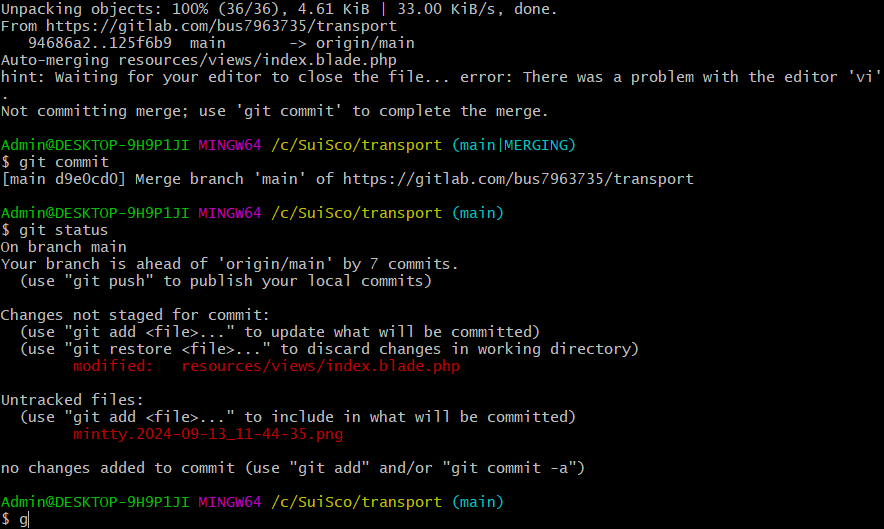 Unpacking objects: 100% (36/36), 4.61 KiB | 33.00 KiB/s, done.
From https://gitlab.com/bus7963735/transport
   94686a2..125f6b9  main       -> origin/main
Auto-merging resources/views/index.blade.php
hint: Waiting for your editor to close the file... error: There was a problem with the editor 'vi'
.
Not committing merge; use 'git commit' to complete the merge.

Admin@DESKTOP-9H9P1JI MINGW64 /c/SuiSco/transport (main|MERGING)
$ git commit
[main d9e0cd0] Merge branch 'main' of https://gitlab.com/bus7963735/transport

Admin@DESKTOP-9H9P1JI MINGW64 /c/SuiSco/transport (main)
$ git status
On branch main
Your branch is ahead of 'origin/main' by 7 commits.
  (use "git push" to publish your local commits)

Changes not staged for commit:
  (use "git add <file>..." to update what will be committed)
  (use "git restore <file>..." to discard changes in working directory)
        modified:   resources/views/index.blade.php

Untracked files:
  (use "git add <file>..." to include in what will be committed)
        mintty.2024-09-13_11-44-35.png

no changes added to commit (use "git add" and/or "git commit -a")

Admin@DESKTOP-9H9P1JI MINGW64 /c/SuiSco/transport (main)
$ g